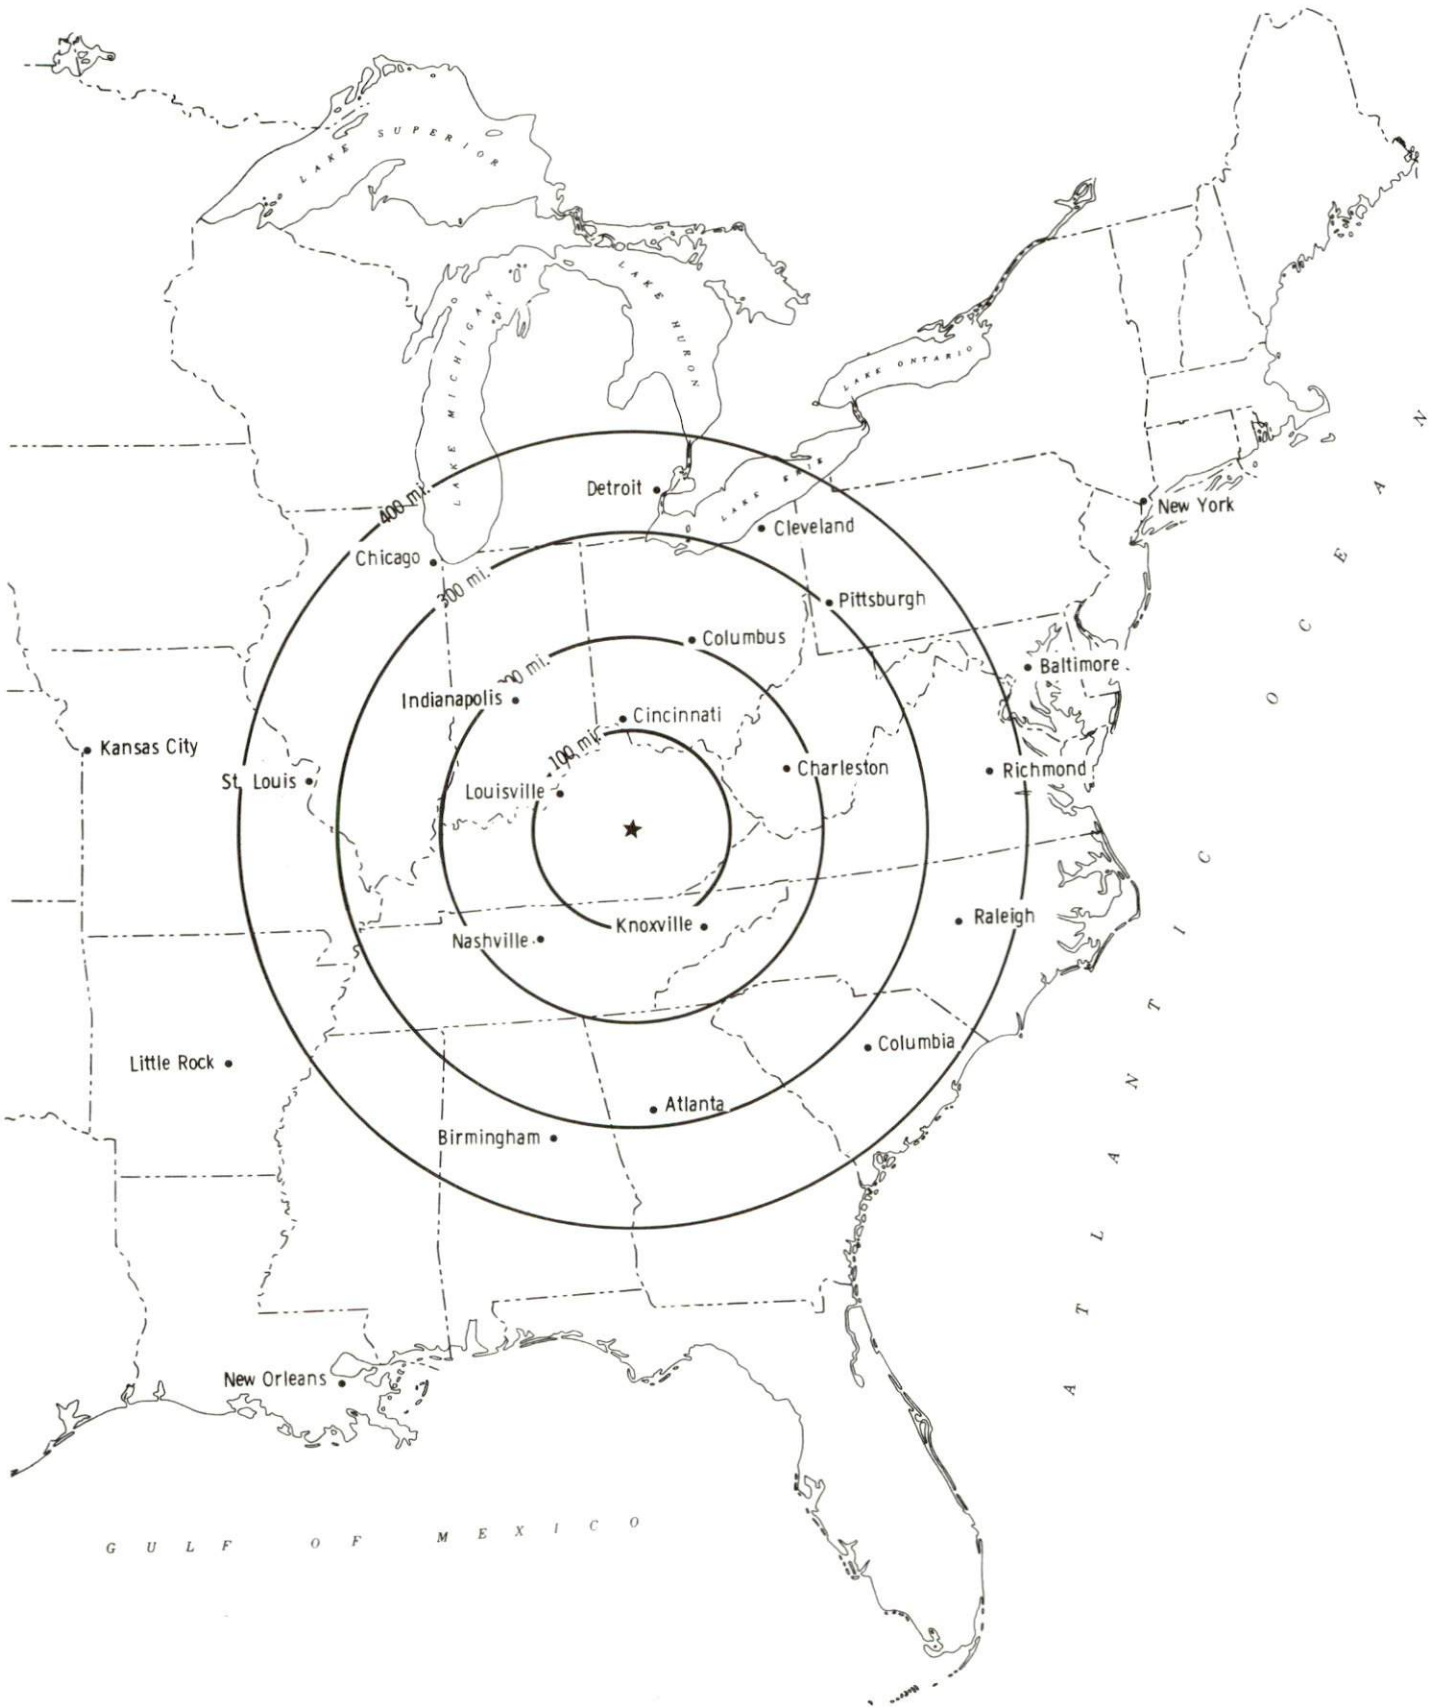 LAKE SUPERIOR
LAKE MICHIGAN
LAKE HURON
LAKE ONTARIO
LAKE ERIE
400 mi.
Detroit
Cleveland
New York
Chicago
300 mi.
Pittsburgh
Columbus
mi.
Baltimore
Indianapolis
Cincinnati
100 mi.
Kansas City
Charleston
Richmond
St. Louis
Louisville
Knoxville
Raleigh
Nashville
Columbia
Little Rock
Atlanta
Birmingham
New Orleans
ATLANTIC OCEAN
GULF OF MEXICO